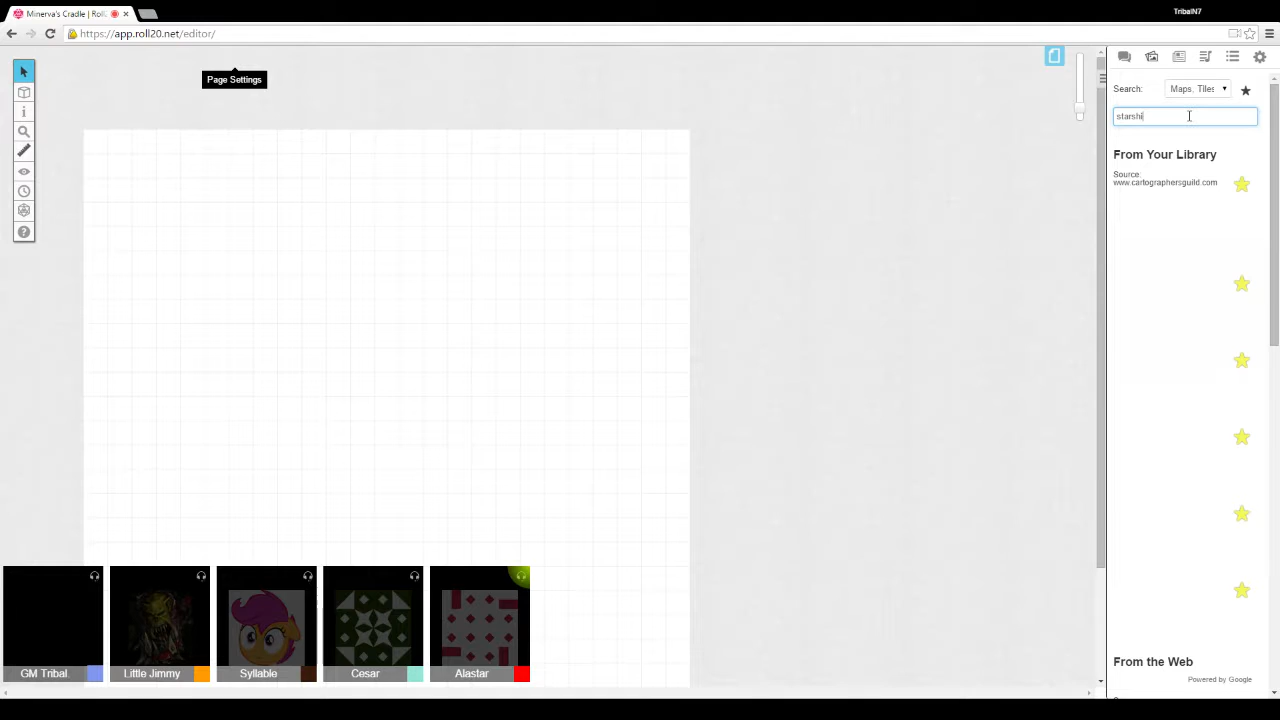 TribalN7
Minerva's Cradle | Roll
https://app.roll20.net/editor/
Page Settings
Search:
Maps, Tiles
starshi
From Your Library
Source:
www.cartographersguild.com
From the Web
Powered by Google
GM Tribal
Little Jimmy
Syllable
Cesar
Alastar